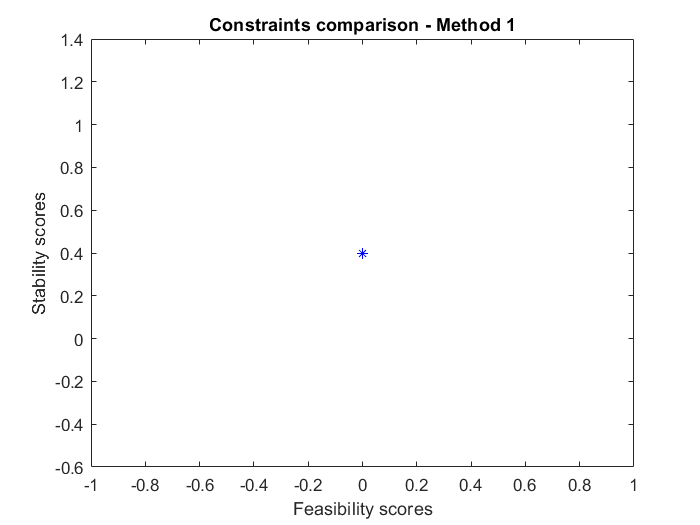 Constraints comparison - Method 1
1.4
1.2
1
0.8
0.6
0.4
0.2
0
-0.2
-0.4
-0.6
Stability scores
-1 -0.8 -0.6 -0.4 -0.2 0 0.2 0.4 0.6 0.8 1
Feasibility scores